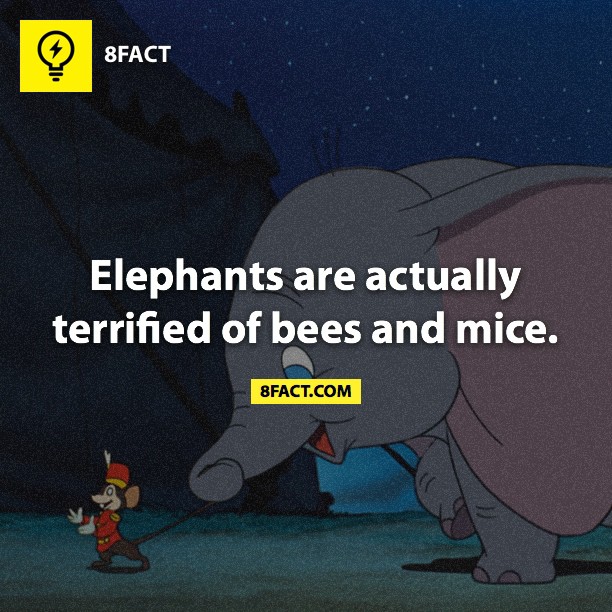 8FACT
Elephants are actually
terrified of bees and mice.
8FACT.COM